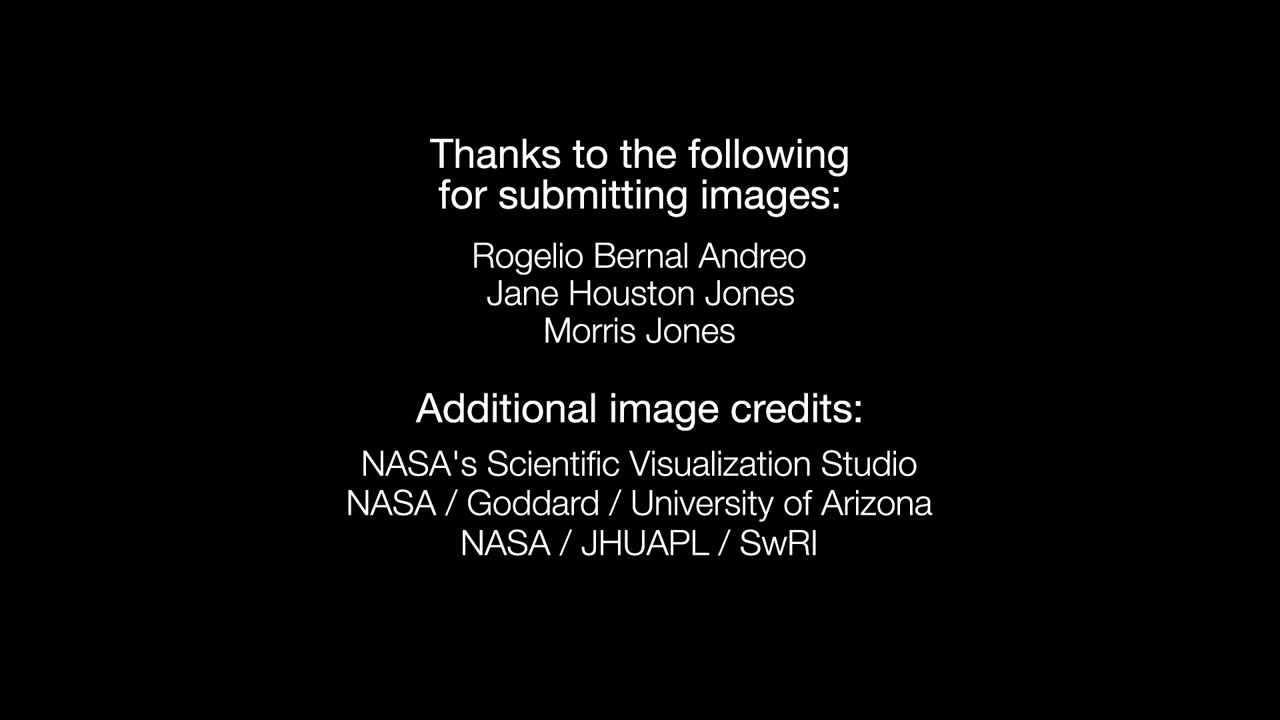 Thanks to the following
for submitting images:
Rogelio Bernal Andreo
Jane Houston Jones
Morris Jones
Additional image credits:
NASA's Scientific Visualization Studio
NASA / Goddard / University of Arizona
NASA / JHUAPL / SwRI